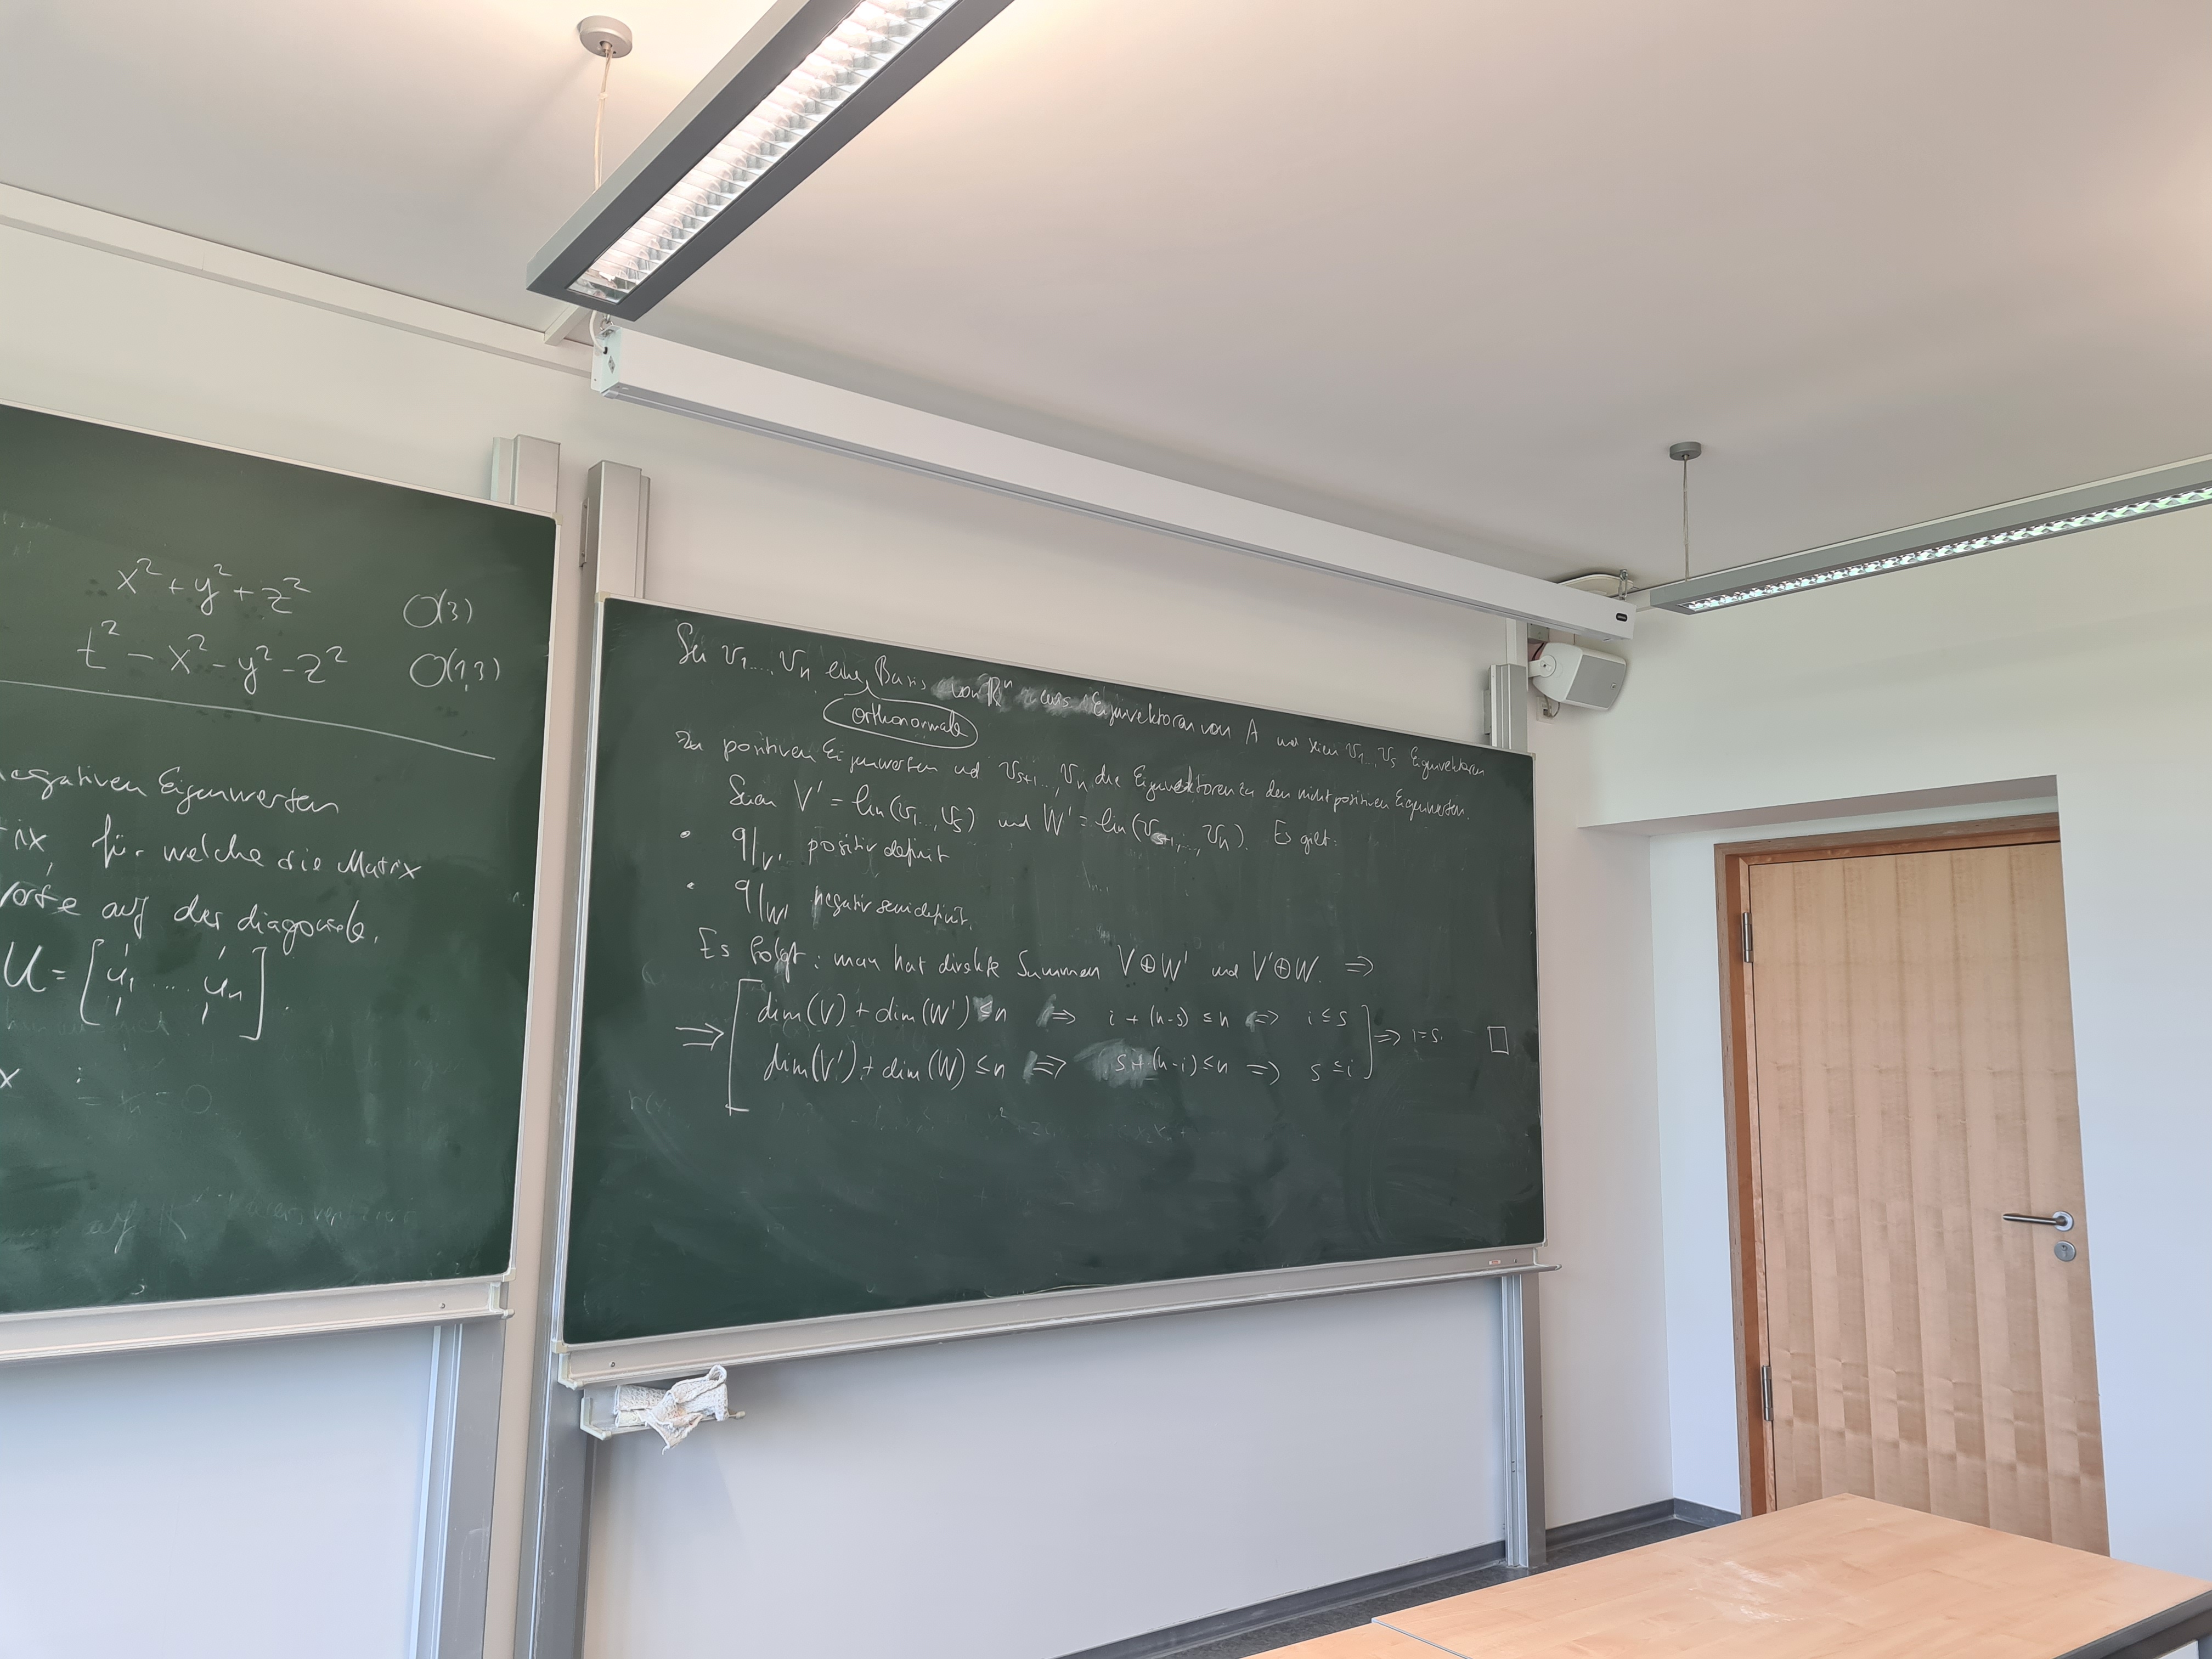 x² + y² + z² O(3)
t² - x² - y² - z² O(1,3)
negativen Eigenwerten
für welche die Matrix
auf der diagonale.
U = [u₁ .... uₙ].
Sei v₁...., vₙ eine Basis von ℝⁿ aus Eigenvektoren von A und seien v₁..., vₛ Eigenvektoren
orthonormale
zu positiven Eigenwerten und vₛ₊₁..., vₙ die Eigenvektoren zu den nicht positiven Eigenwerten.
Seien V' = lin(v₁..., vₛ) und W' = lin(vₛ₊₁,..., vₙ). Es gilt:
• q|V' positiv definit
• q|W' negativ semidefinit.
Es folgt: man hat direkte Summen V⊕W' und V'⊕W. ⇒
⇒ [ dim(V) + dim(W') ≤ n ⇒ i + (n-s) ≤ n ⇒ i ≤ s
dim(V') + dim(W) ≤ n ⇒ s + (n-i) ≤ n ⇒ s ≤ i ] ⇒ i = s. □